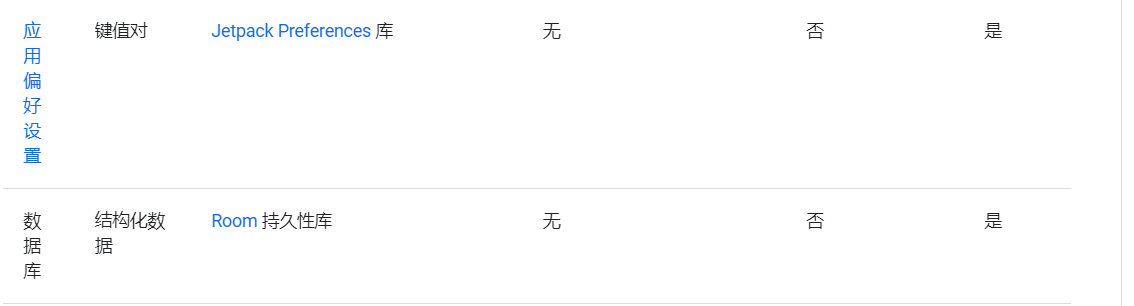 应用偏好设置 键值对 Jetpack Preferences 库 无 否 是
数据库 结构化数据 Room 持久性库 无 否 是